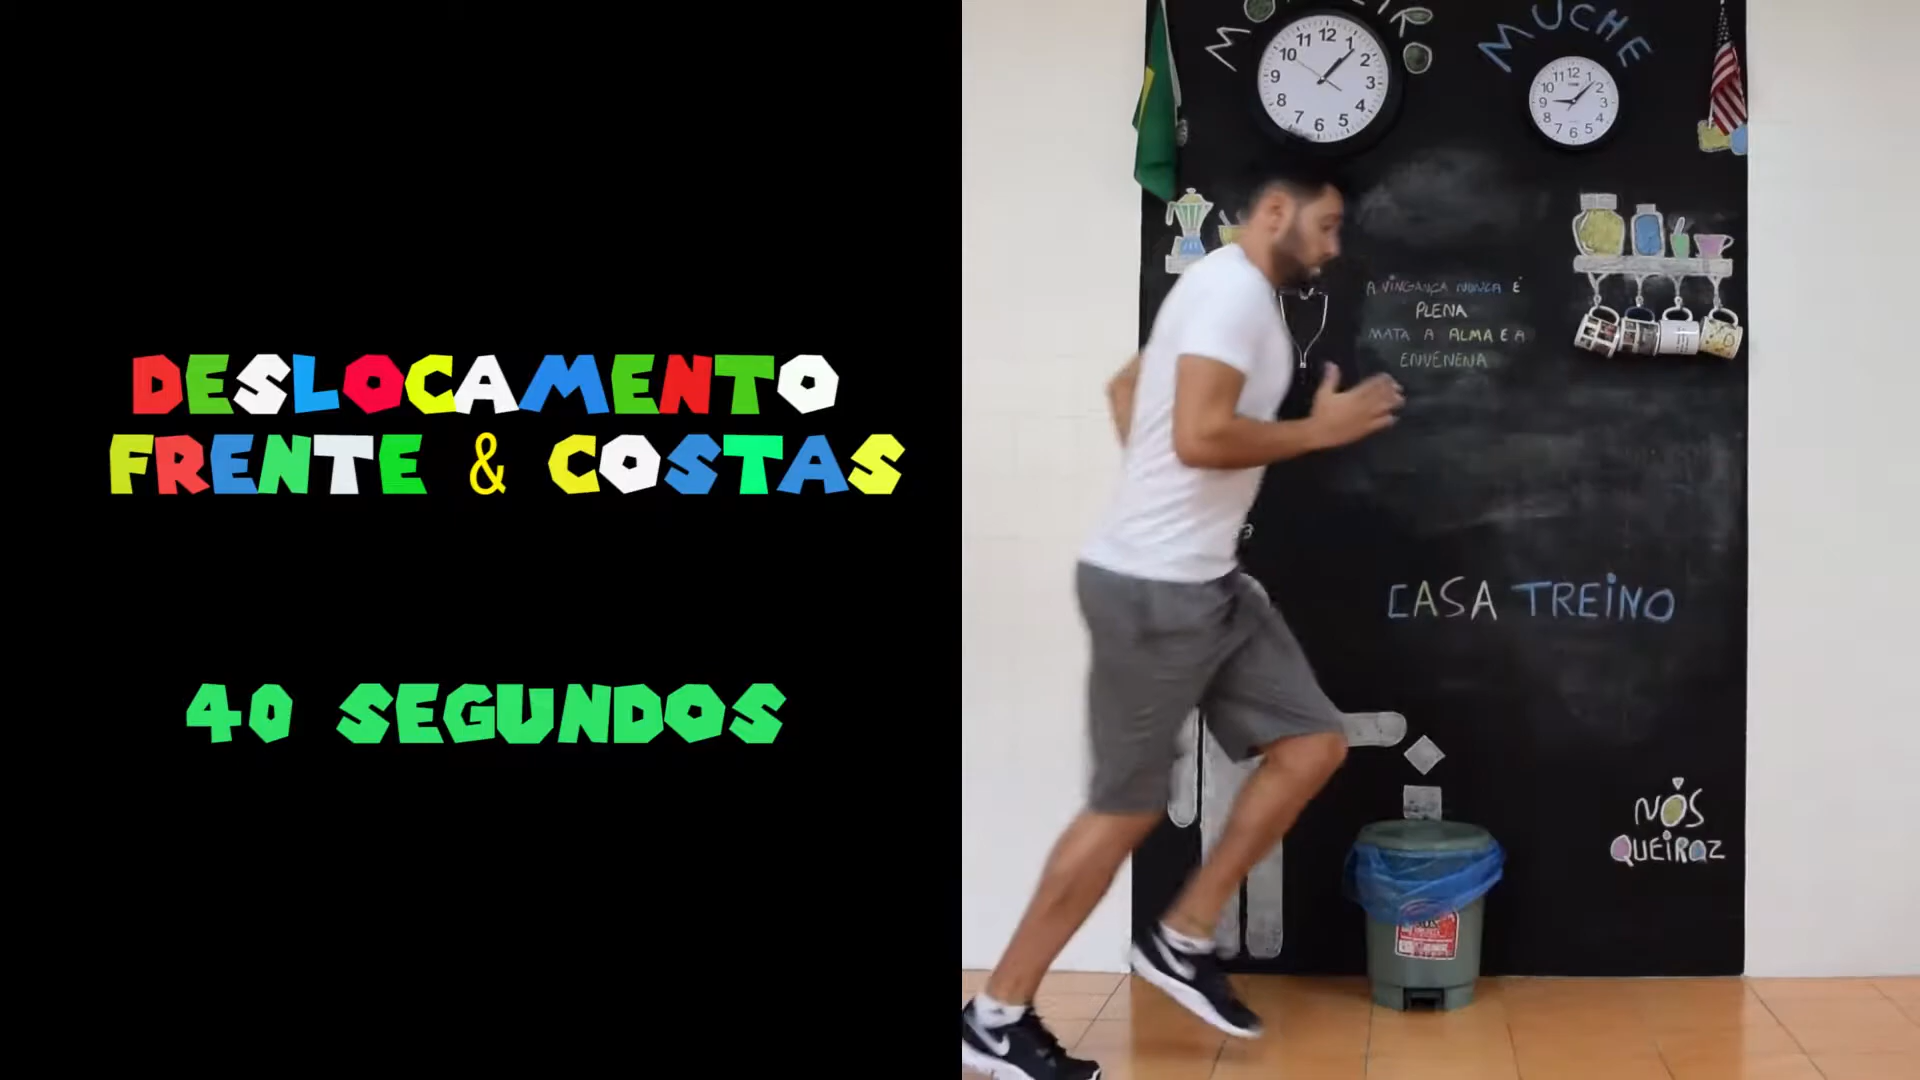 DESLOCAMENTO
FRENTE & COSTAS
40 SEGUNDOS
MUCHE
A VINGANÇA NUNCA É
PLENA
MATA A ALMA E A
ENVENENA
CASA TREINO
NÓS
QUEIROZ